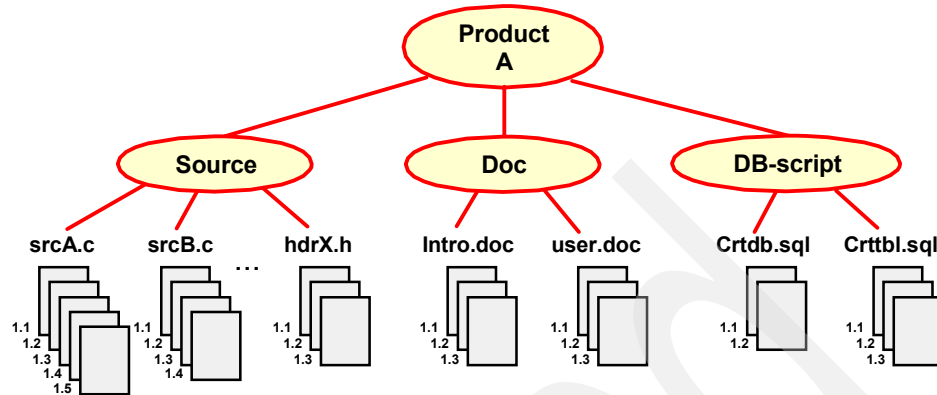 Product
A
Source
Doc
DB-script
srcA.c
srcB.c
...
hdrX.h
Intro.doc
user.doc
Crtdb.sql
Crttbl.sql
1.1
1.2
1.3
1.4
1.5
1.1
1.2
1.3
1.4
1.1
1.2
1.3
1.1
1.2
1.3
1.1
1.2
1.3
1.1
1.2
1.1
1.2
1.3